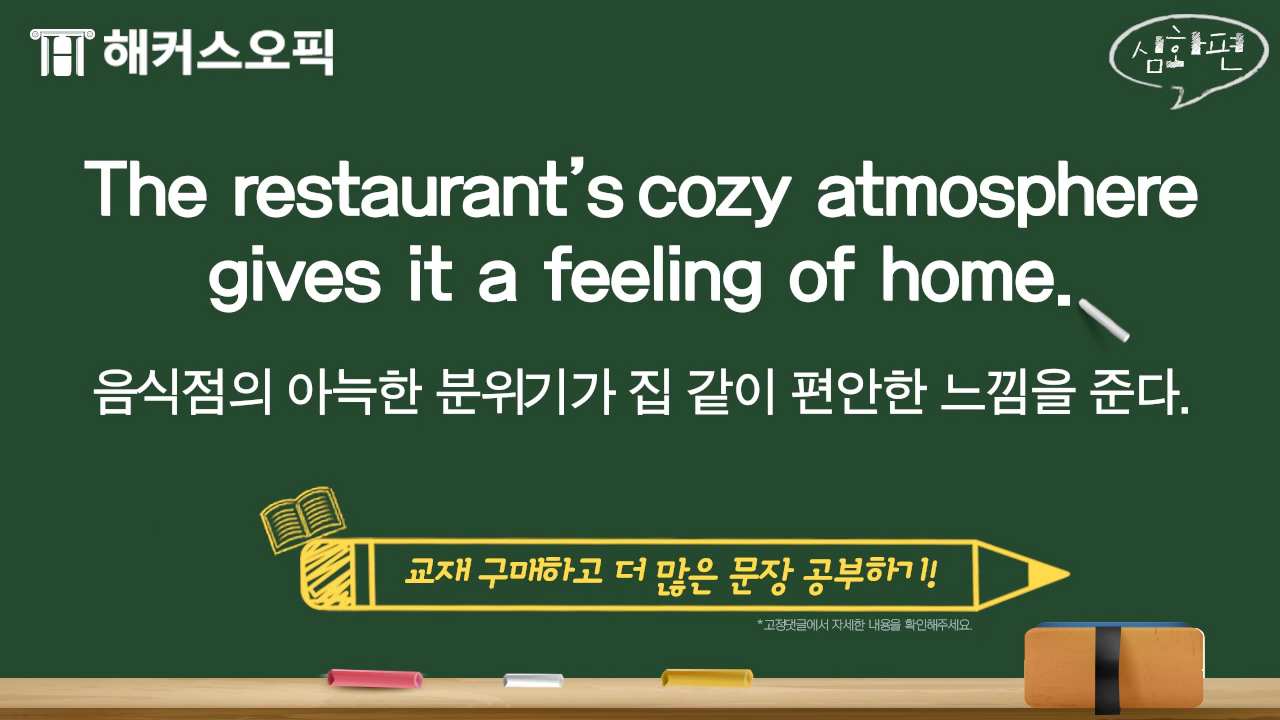 해커스오픽
심화편
The restaurant’s cozy atmosphere
gives it a feeling of home.
음식점의 아늑한 분위기가 집 같이 편안한 느낌을 준다.
교재 구매하고 더 많은 문장 공부하기!
*고정댓글에서 자세한 내용을 확인해주세요.